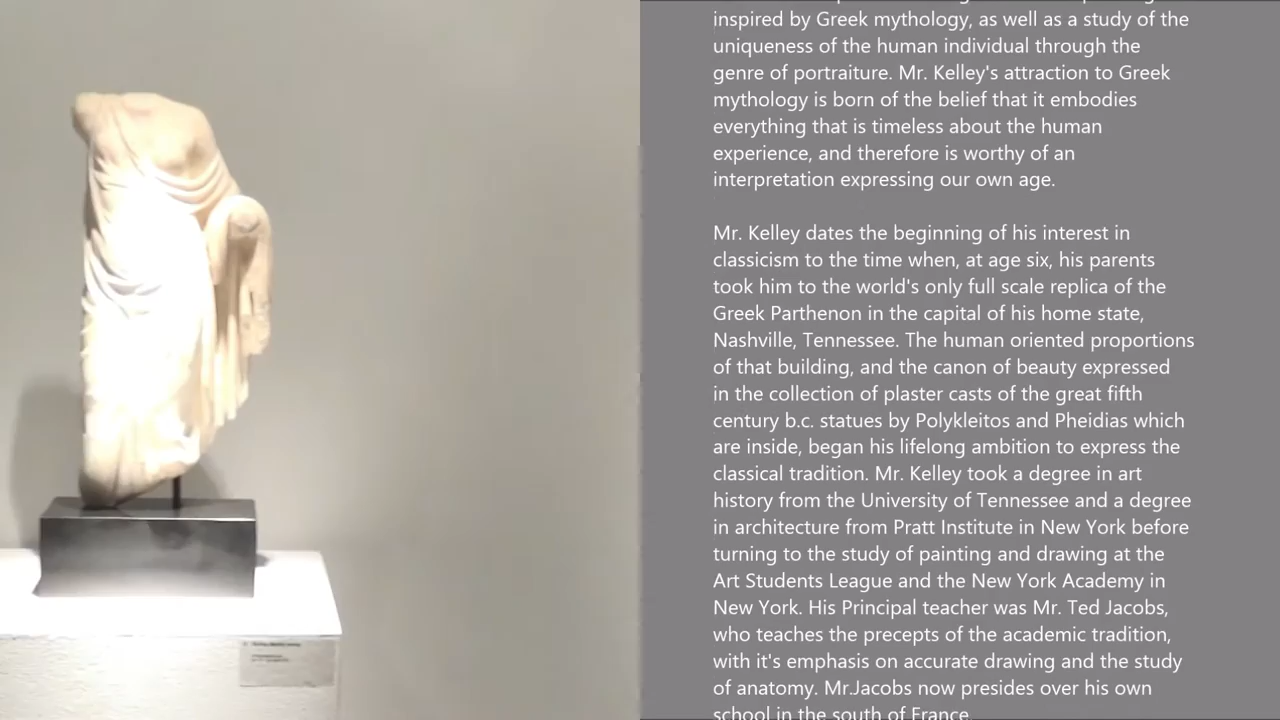 inspired by Greek mythology, as well as a study of the
uniqueness of the human individual through the
genre of portraiture. Mr. Kelley's attraction to Greek
mythology is born of the belief that it embodies
everything that is timeless about the human
experience, and therefore is worthy of an
interpretation expressing our own age.
Mr. Kelley dates the beginning of his interest in
classicism to the time when, at age six, his parents
took him to the world's only full scale replica of the
Greek Parthenon in the capital of his home state,
Nashville, Tennessee. The human oriented proportions
of that building, and the canon of beauty expressed
in the collection of plaster casts of the great fifth
century b.c. statues by Polykleitos and Pheidias which
are inside, began his lifelong ambition to express the
classical tradition. Mr. Kelley took a degree in art
history from the University of Tennessee and a degree
in architecture from Pratt Institute in New York before
turning to the study of painting and drawing at the
Art Students League and the New York Academy in
New York. His Principal teacher was Mr. Ted Jacobs,
who teaches the precepts of the academic tradition,
with it's emphasis on accurate drawing and the study
of anatomy. Mr.Jacobs now presides over his own
school in the south of France.